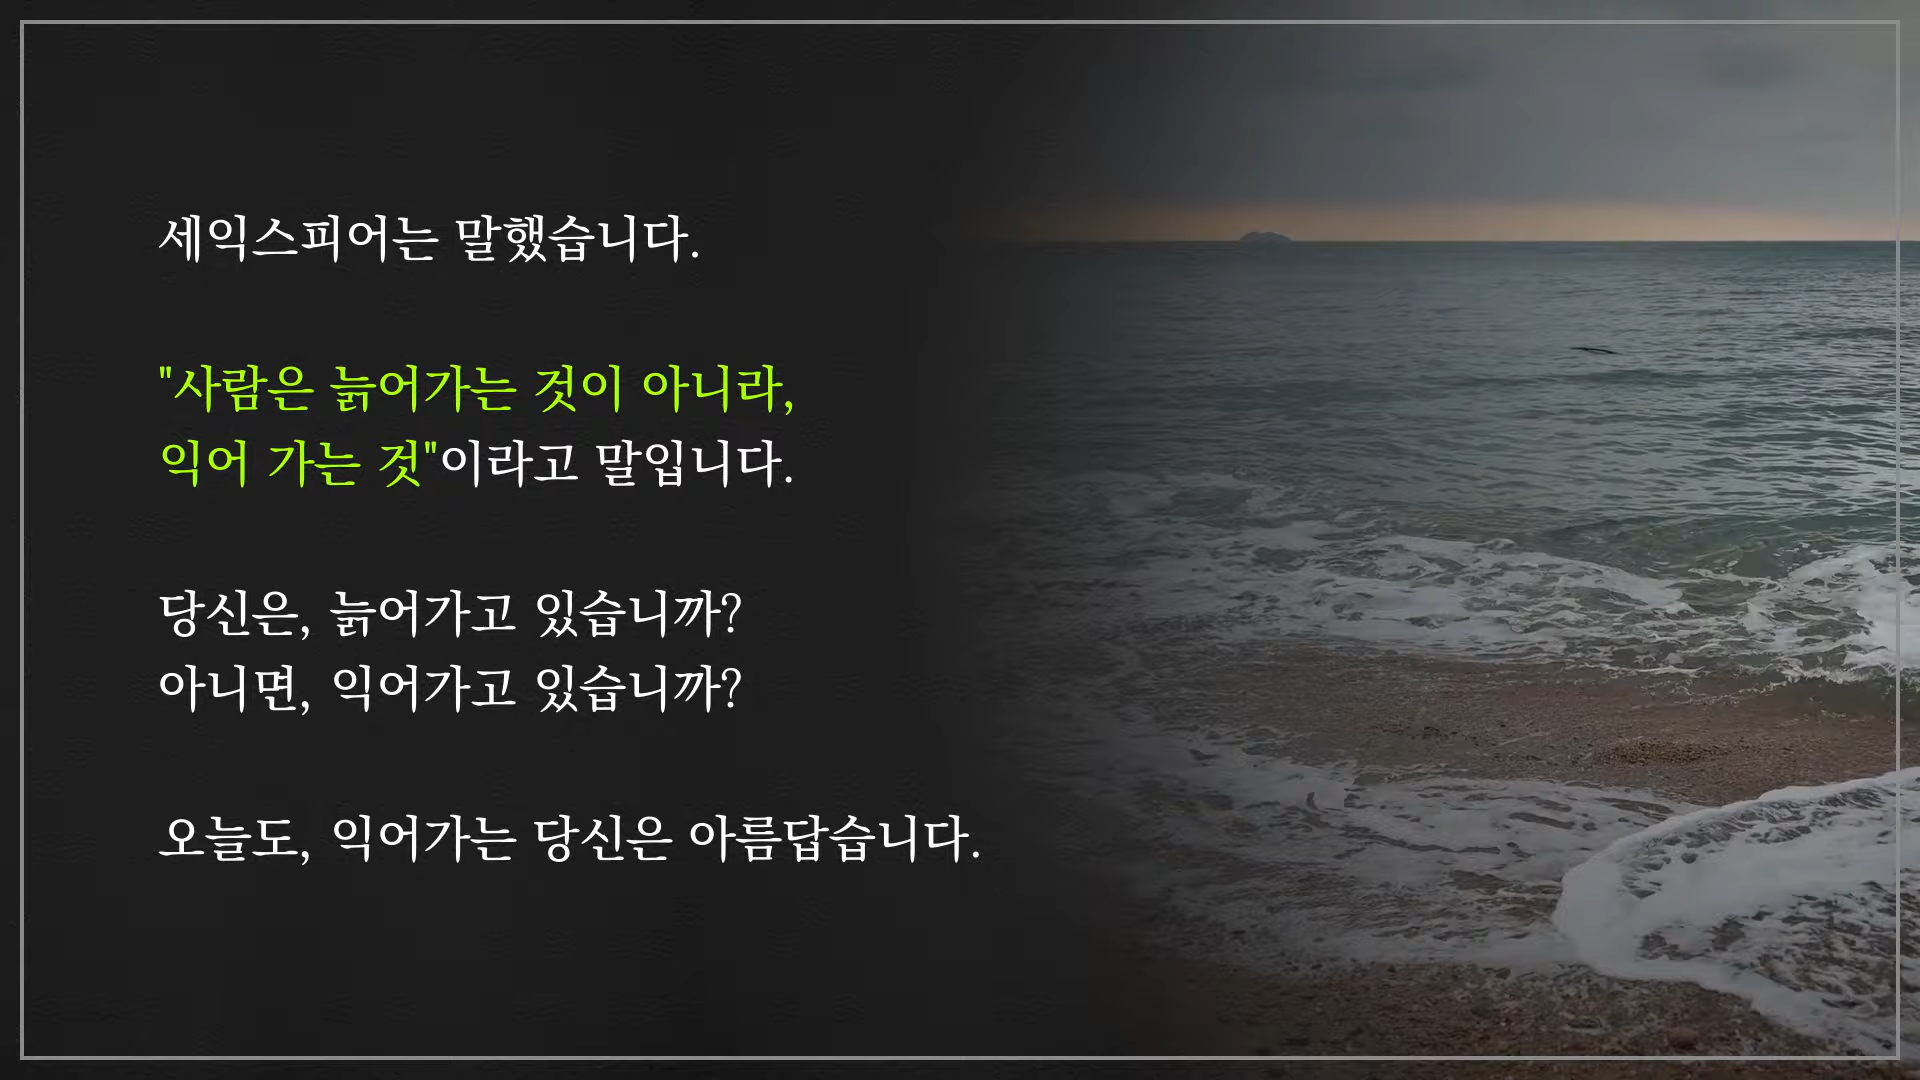 세익스피어는 말했습니다.
"사람은 늙어가는 것이 아니라,
익어 가는 것"이라고 말입니다.
당신은, 늙어가고 있습니까?
아니면, 익어가고 있습니까?
오늘도, 익어가는 당신은 아름답습니다.